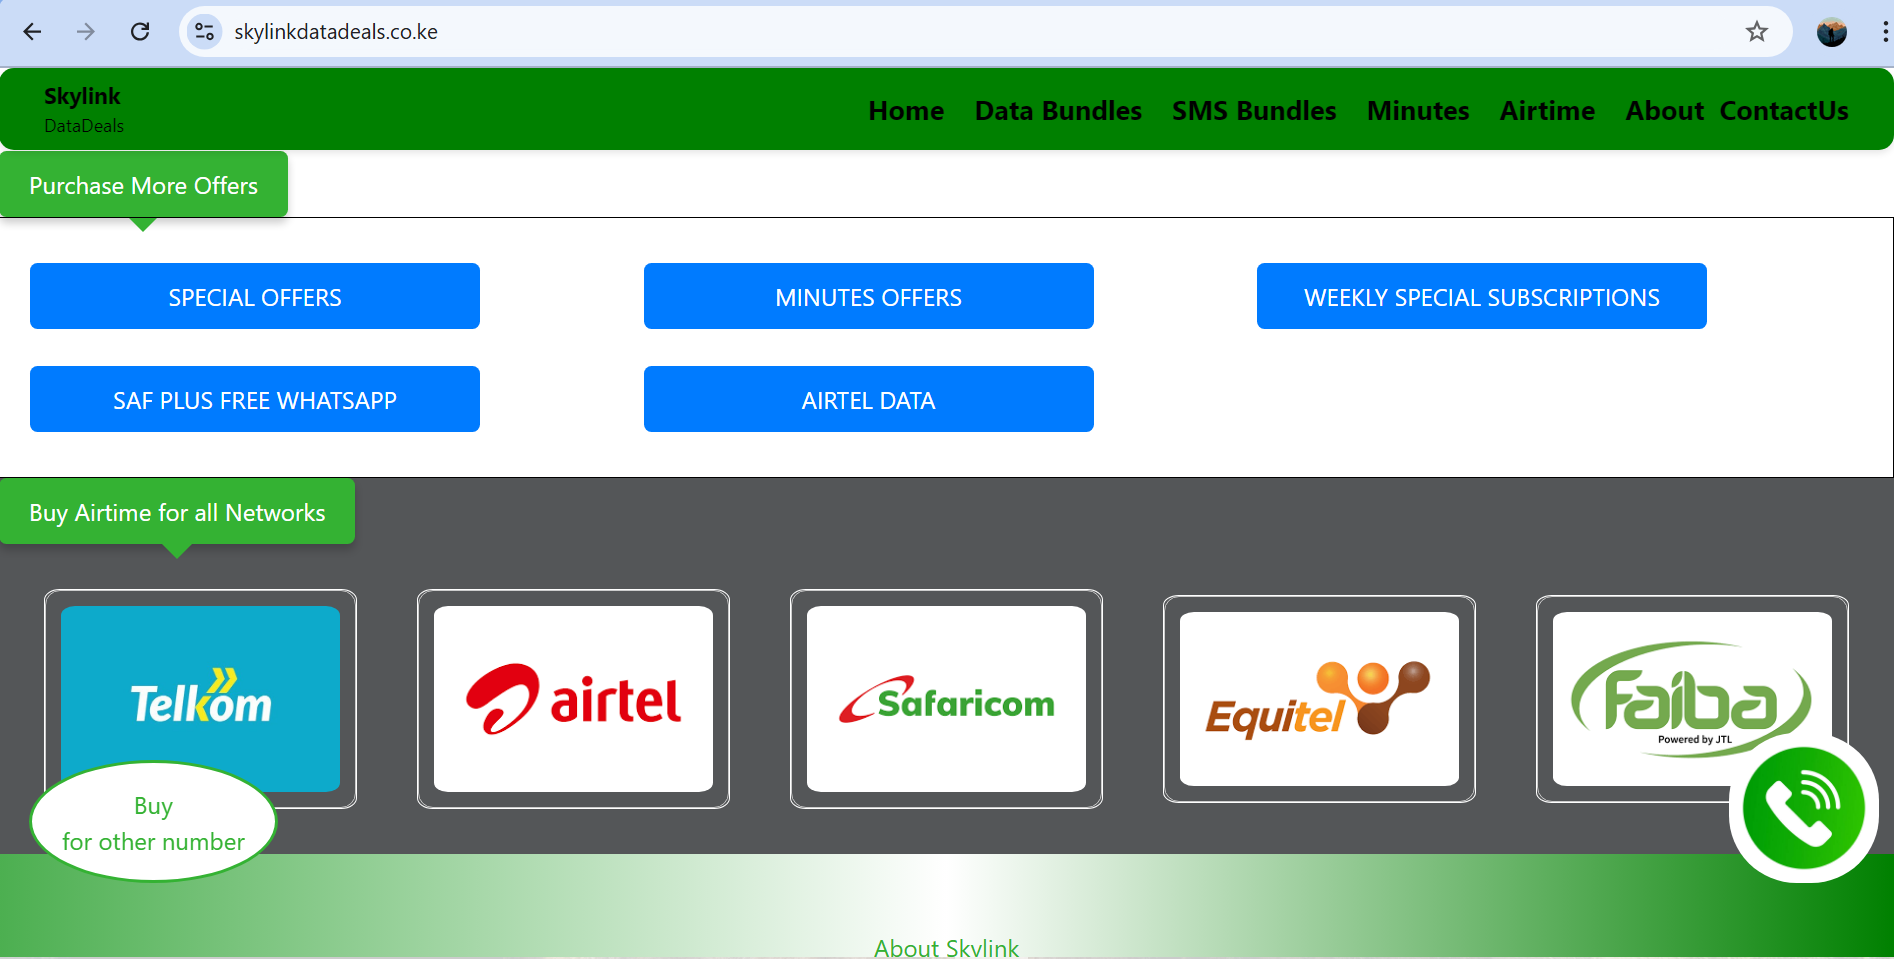 skylinkdatadeals.co.ke
Skylink
DataDeals
Home Data Bundles SMS Bundles Minutes Airtime About ContactUs
Purchase More Offers
SPECIAL OFFERS MINUTES OFFERS WEEKLY SPECIAL SUBSCRIPTIONS
SAF PLUS FREE WHATSAPP AIRTEL DATA
Buy Airtime for all Networks
Telkom airtel Safaricom Equitel Faiba
Powered by JTL
Buy
for other number
About Skylink